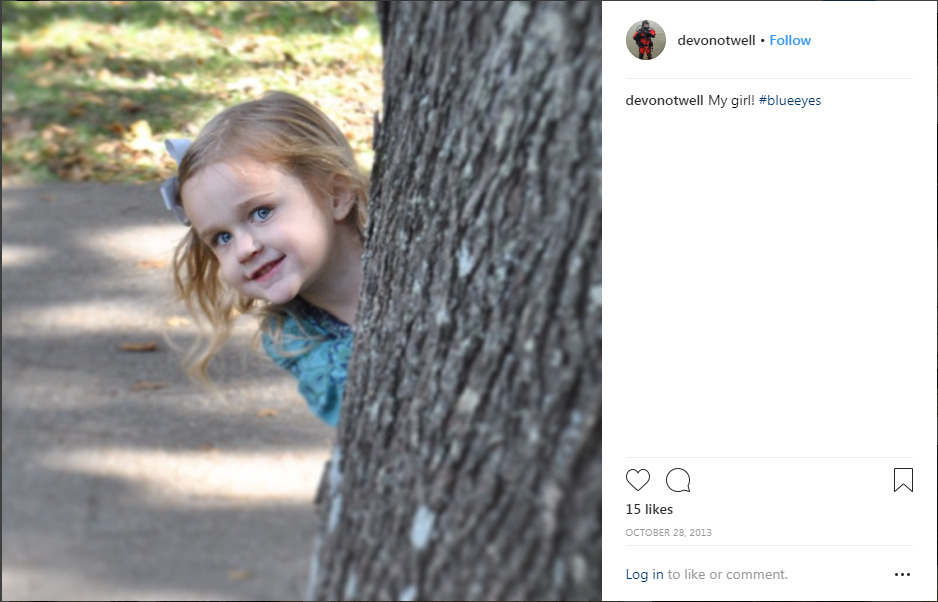 devonotwell • Follow
devonotwell My girl! #blueeyes
15 likes
OCTOBER 28, 2013
Log in to like or comment.